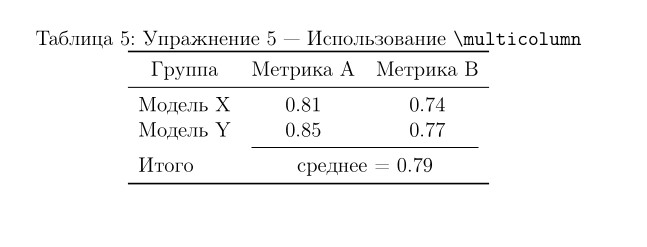 Таблица 5: Упражнение 5 — Использование \multicolumn
Группа Метрика A Метрика B
Модель X 0.81 0.74
Модель Y 0.85 0.77
Итого среднее = 0.79